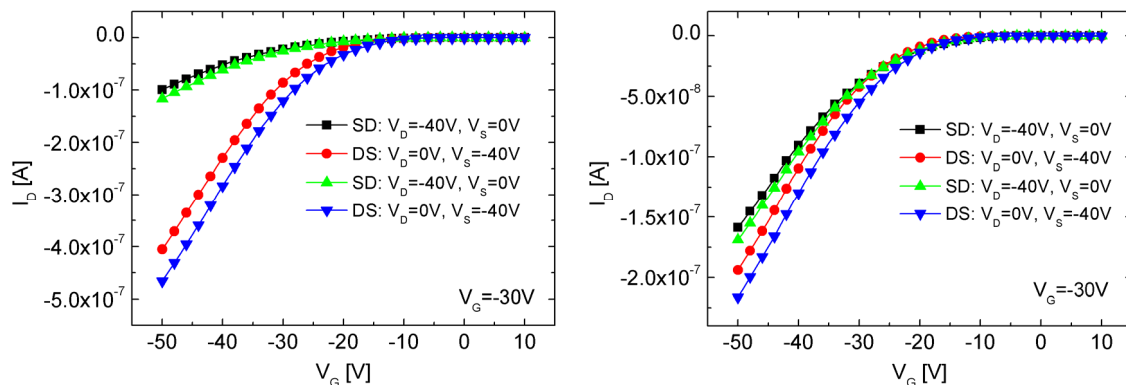 0.0
-1.0x10⁻⁷
-2.0x10⁻⁷
-3.0x10⁻⁷
-4.0x10⁻⁷
-5.0x10⁻⁷
I_D [A]
SD: V_D=-40V, V_S=0V
DS: V_D=0V, V_S=-40V
SD: V_D=-40V, V_S=0V
DS: V_D=0V, V_S=-40V
V_G=-30V
-50 -40 -30 -20 -10 0 10
V_G [V]
0.0
-5.0x10⁻⁸
-1.0x10⁻⁷
-1.5x10⁻⁷
-2.0x10⁻⁷
I_D [A]
SD: V_D=-40V, V_S=0V
DS: V_D=0V, V_S=-40V
SD: V_D=-40V, V_S=0V
DS: V_D=0V, V_S=-40V
V_G=-30V
-50 -40 -30 -20 -10 0 10
V_G [V]